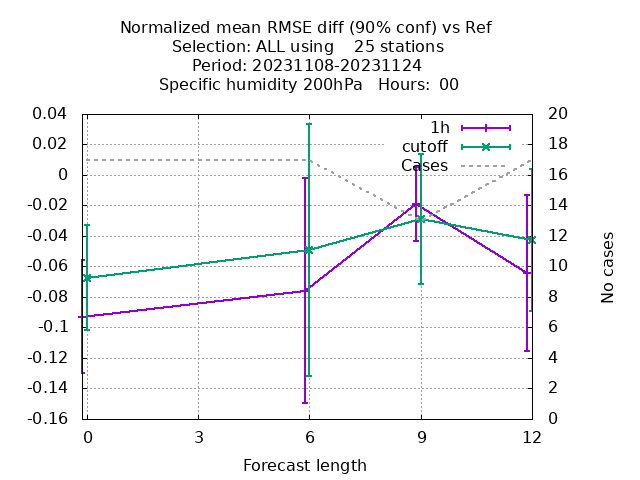 Normalized mean RMSE diff (90% conf) vs Ref
Selection: ALL using    25 stations
Period: 20231108-20231124
Specific humidity 200hPa   Hours:  00
0.04
0.02
0
-0.02
-0.04
-0.06
-0.08
-0.1
-0.12
-0.14
-0.16
1h
cutoff
Cases
20
18
16
14
12
10
8
6
4
2
0
No cases
0 3 6 9 12
Forecast length